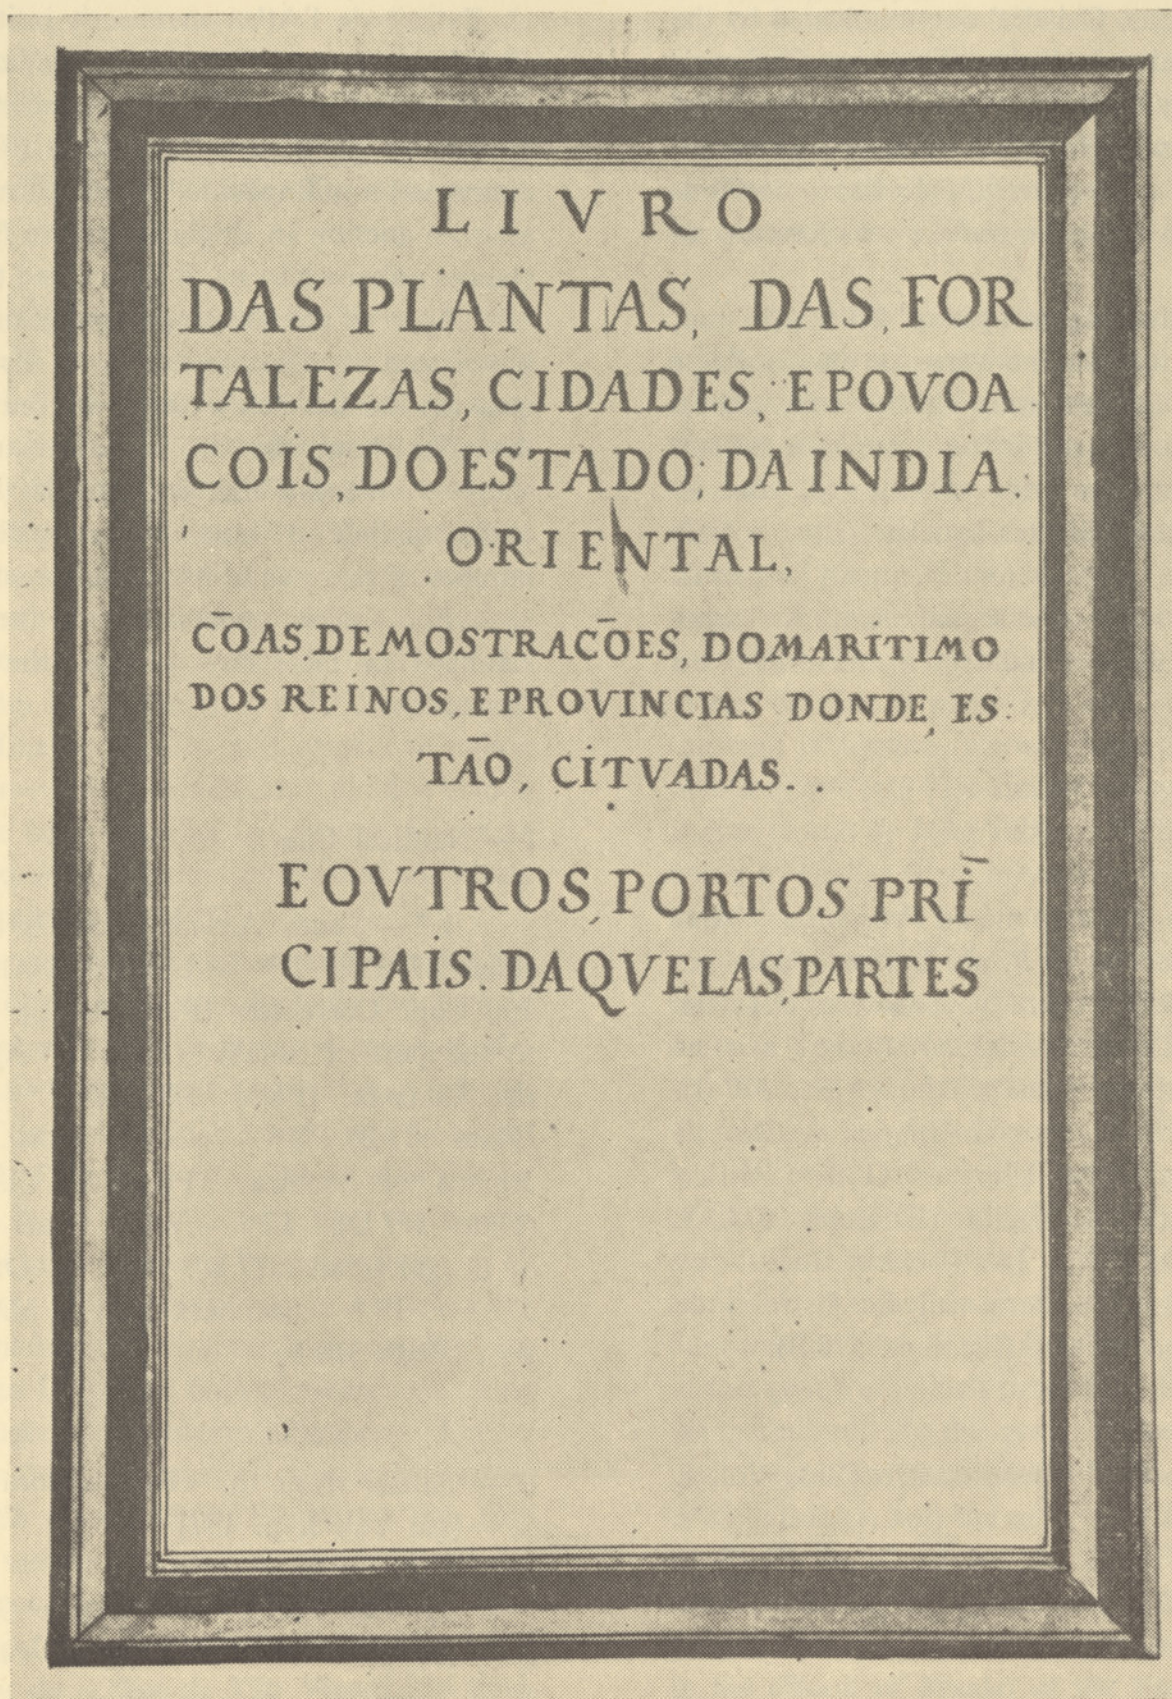 LIVRO
DAS PLANTAS, DAS, FOR
TALEZAS, CIDADES, E POVOA
COIS, DO ESTADO, DA INDIA
ORIENTAL,
CŌAS DEMOSTRACŌES, DO MARITIMO
DOS REINOS, E PROVINCIAS DONDE, ES
TĀO, CITVADAS..
E OVTROS, PORTOS PRĪ
CIPAIS. DAQVELAS, PARTES